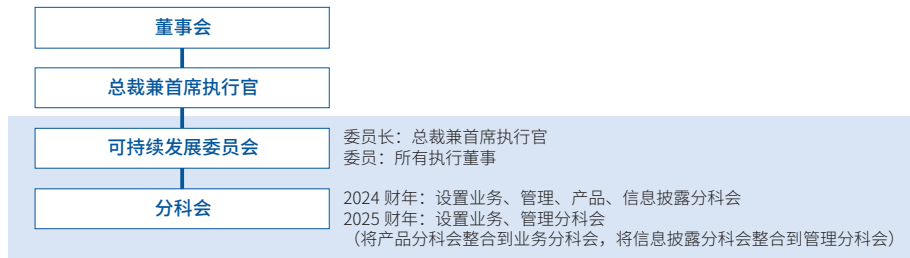 董事会
总裁兼首席执行官
可持续发展委员会
委员长：总裁兼首席执行官
委员：所有执行董事
分科会
2024 财年：设置业务、管理、产品、信息披露分科会
2025 财年：设置业务、管理分科会
（将产品分科会整合到业务分科会，将信息披露分科会整合到管理分科会）